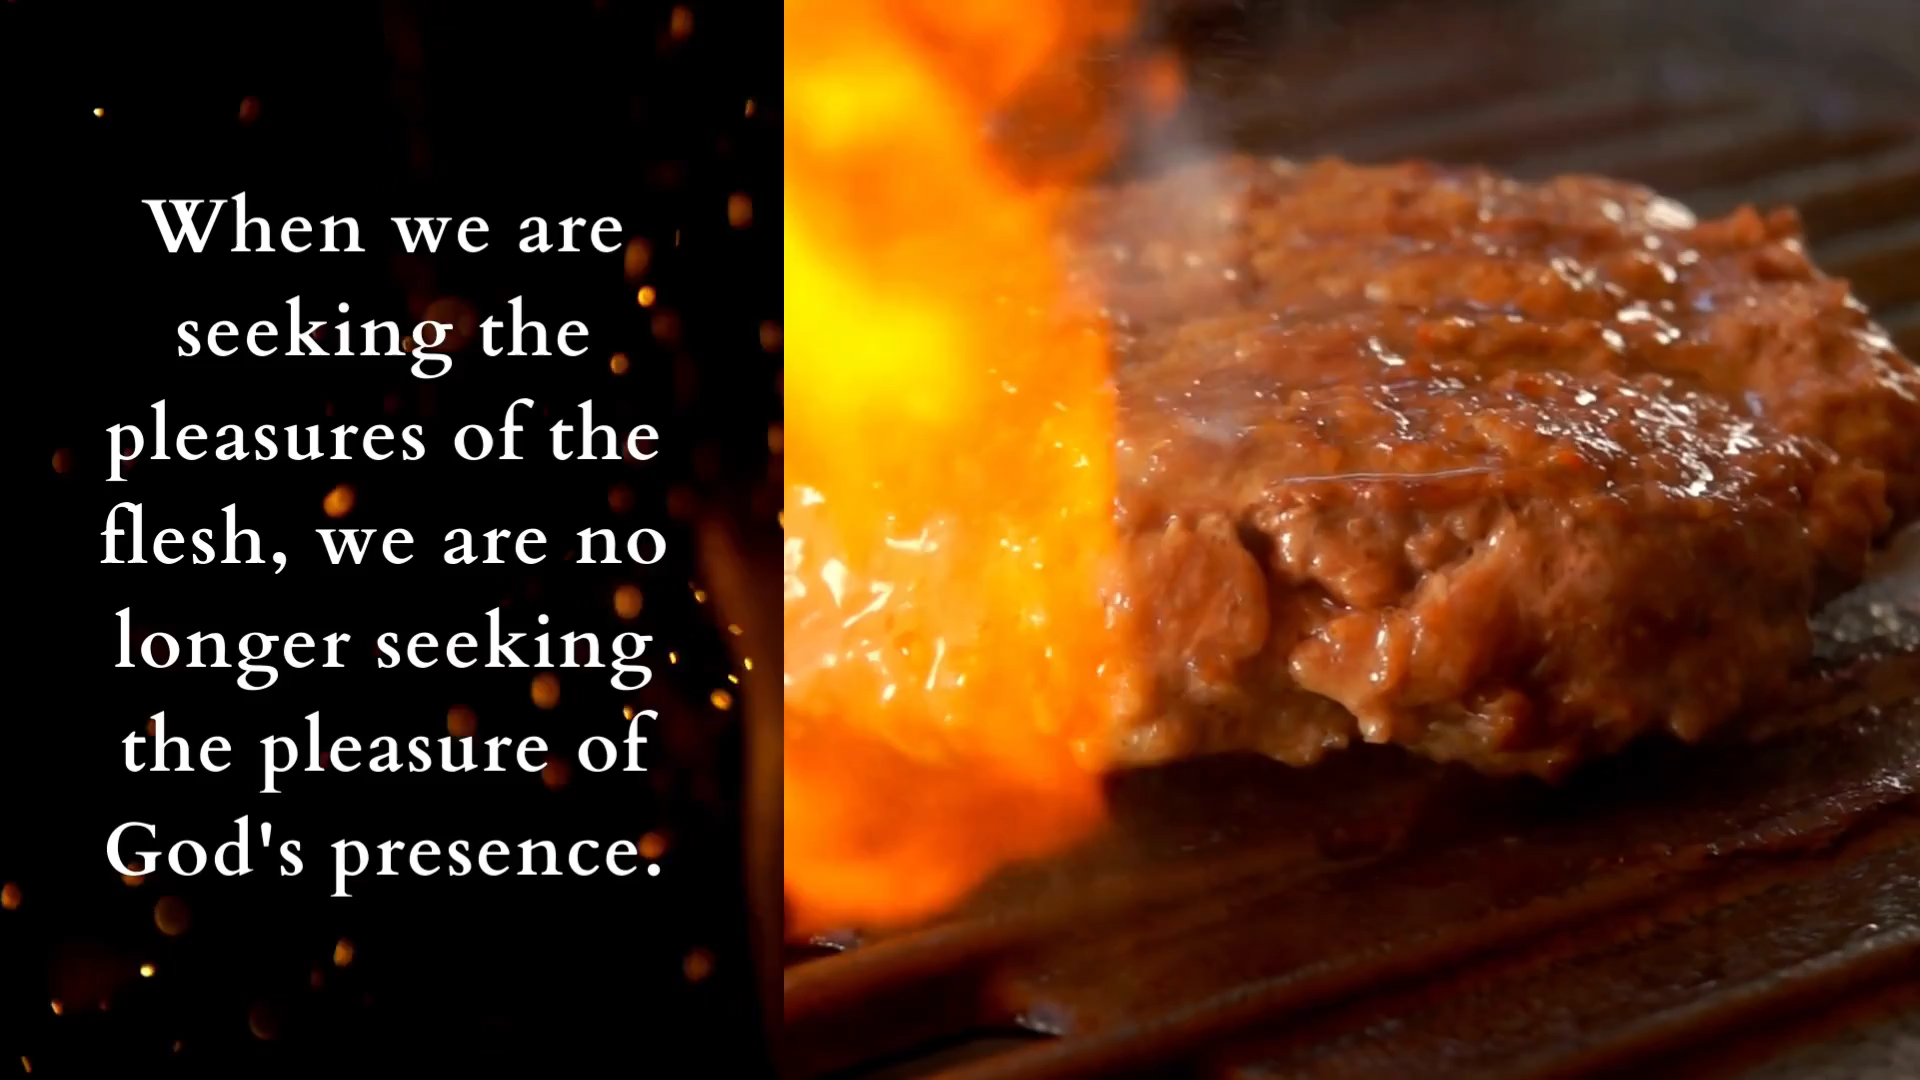 When we are
seeking the
pleasures of the
flesh, we are no
longer seeking
the pleasure of
God's presence.